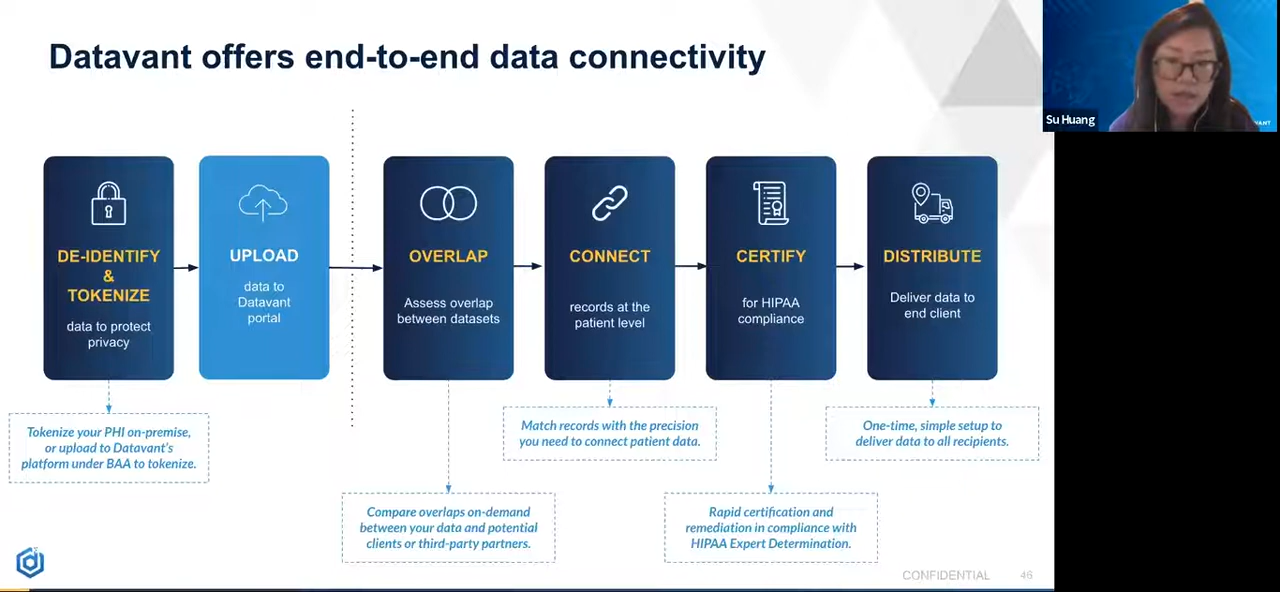 Datavant offers end-to-end data connectivity
Su Huang
VANT
DE-IDENTIFY
&
TOKENIZE
data to protect
privacy
UPLOAD
data to
Datavant
portal
OVERLAP
Assess overlap
between datasets
CONNECT
records at the
patient level
CERTIFY
for HIPAA
compliance
DISTRIBUTE
Deliver data to
end client
Tokenize your PHI on-premise,
or upload to Datavant's
platform under BAA to tokenize.
Compare overlaps on-demand
between your data and potential
clients or third-party partners.
Match records with the precision
you need to connect patient data.
Rapid certification and
remediation in compliance with
HIPAA Expert Determination.
One-time, simple setup to
deliver data to all recipients.
CONFIDENTIAL
46